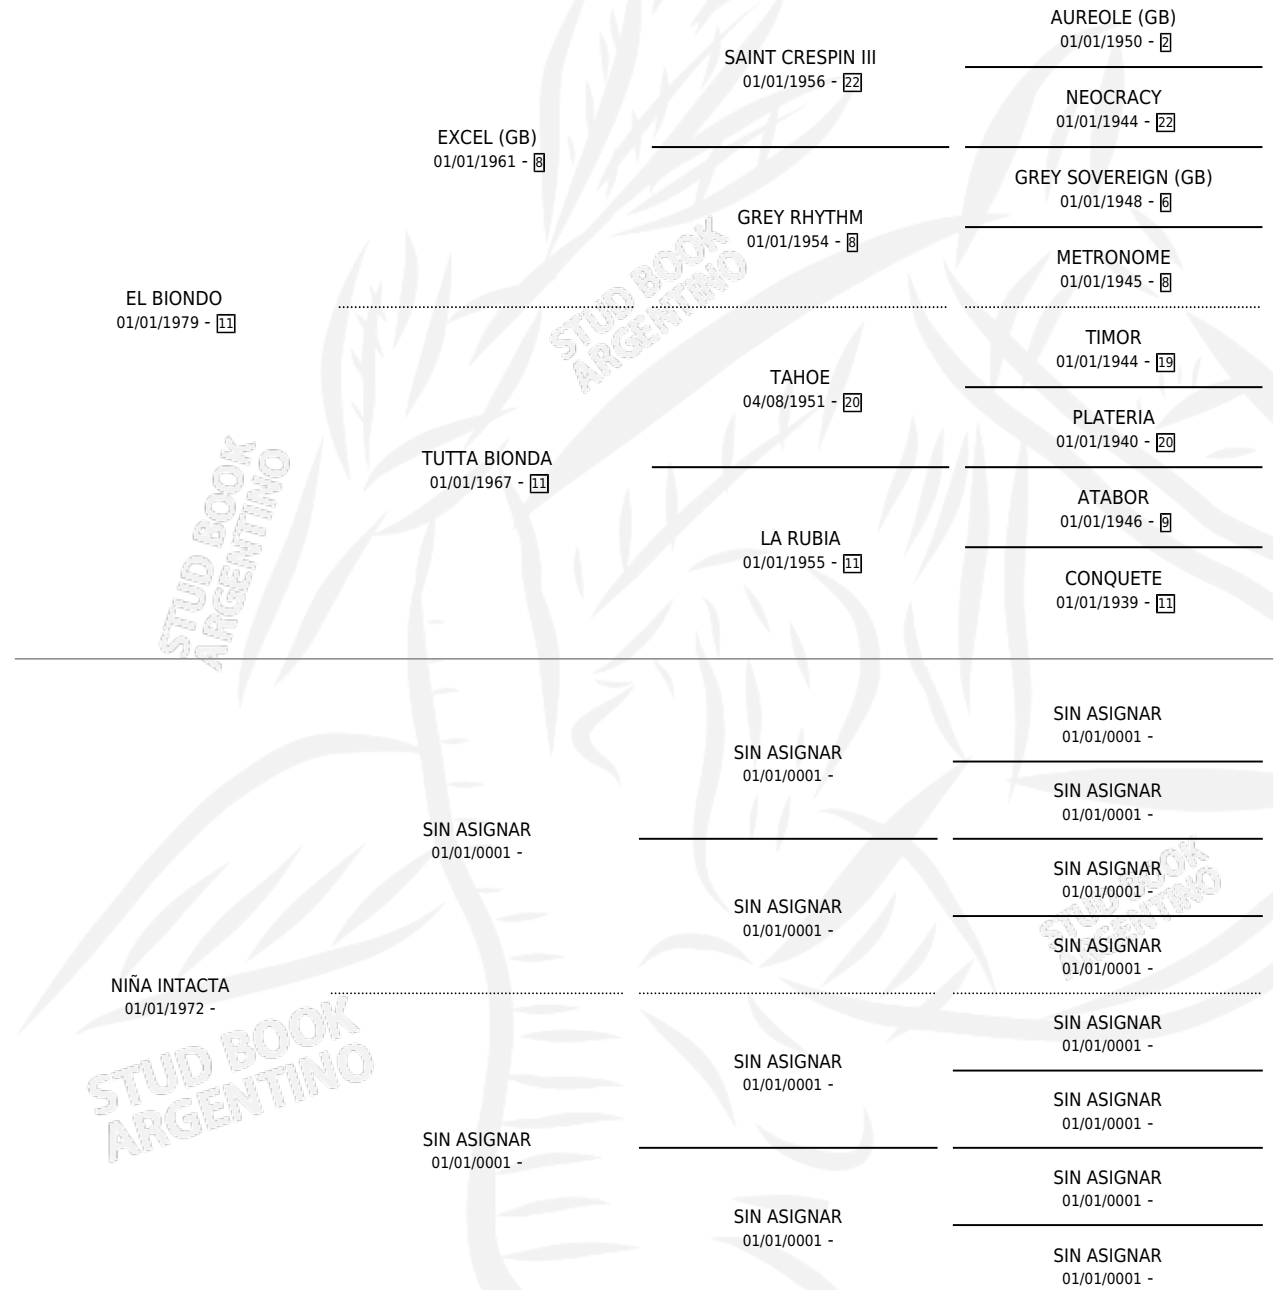 AUREOLE (GB)
01/01/1950 - 2
SAINT CRESPIN III
01/01/1956 - 22
NEOCRACY
01/01/1944 - 22
EXCEL (GB)
01/01/1961 - 8
GREY SOVEREIGN (GB)
01/01/1948 - 6
GREY RHYTHM
01/01/1954 - 8
METRONOME
01/01/1945 - 8
EL BIONDO
01/01/1979 - 11
TIMOR
01/01/1944 - 19
TAHOE
04/08/1951 - 20
PLATERIA
01/01/1940 - 20
TUTTA BIONDA
01/01/1967 - 11
ATABOR
01/01/1946 - 9
LA RUBIA
01/01/1955 - 11
CONQUETE
01/01/1939 - 11
STUD BOOK
ARGENTINO
STUD BOOK
ARGENTINO
SIN ASIGNAR
01/01/0001 -
SIN ASIGNAR
01/01/0001 -
SIN ASIGNAR
01/01/0001 -
SIN ASIGNAR
01/01/0001 -
SIN ASIGNAR
01/01/0001 -
SIN ASIGNAR
01/01/0001 -
SIN ASIGNAR
01/01/0001 -
NIÑA INTACTA
01/01/1972 -
SIN ASIGNAR
01/01/0001 -
SIN ASIGNAR
01/01/0001 -
SIN ASIGNAR
01/01/0001 -
SIN ASIGNAR
01/01/0001 -
SIN ASIGNAR
01/01/0001 -
SIN ASIGNAR
01/01/0001 -
SIN ASIGNAR
01/01/0001 -
STUD BOOK
ARGENTINO
STUD BOOK
ARGENTINO